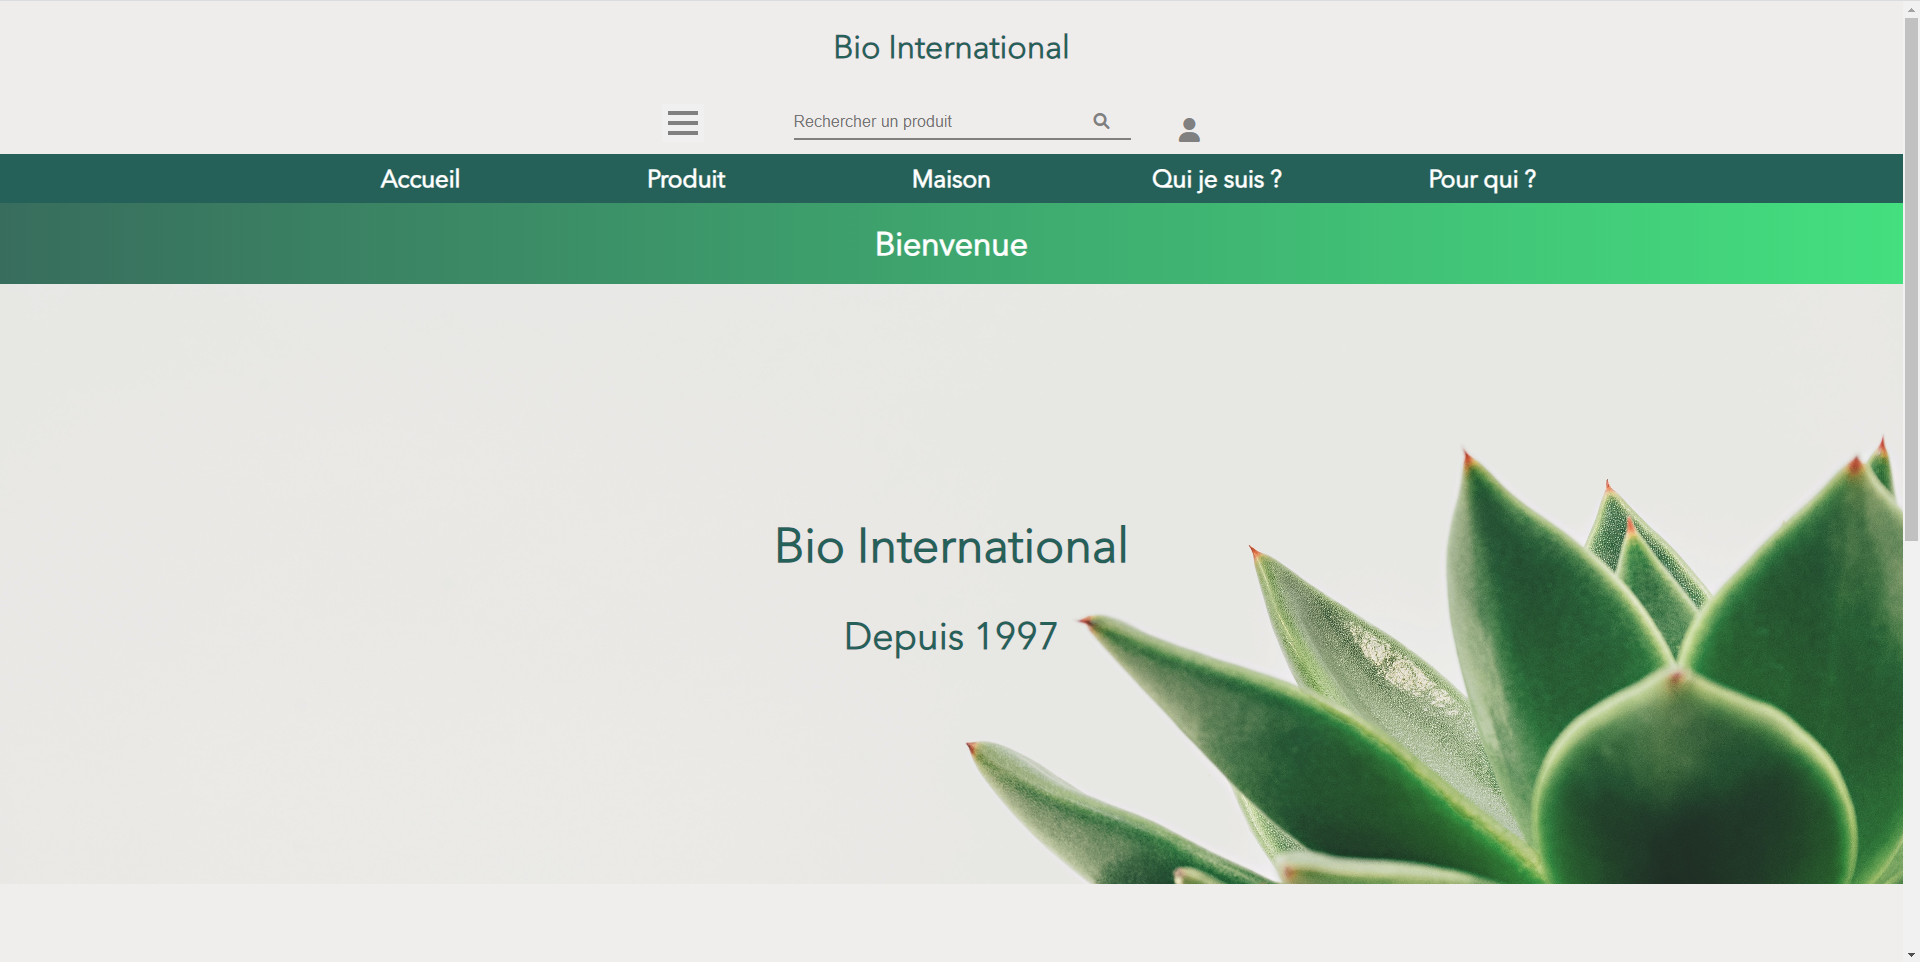 Bio International
Rechercher un produit
Accueil Produit Maison Qui je suis ? Pour qui ?
Bienvenue
Bio International
Depuis 1997